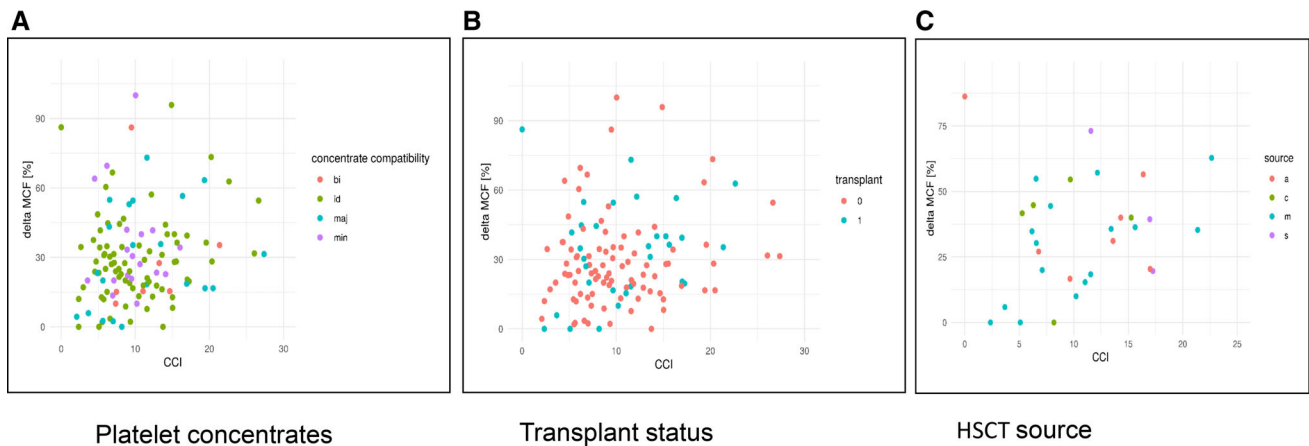 A
delta MCF [%]
90
60
30
0
0
10
20
30
CCI
concentrate compatibility
bi
id
maj
min
Platelet concentrates
B
delta MCF [%]
90
60
30
0
0
10
20
30
CCI
transplant
0
1
Transplant status
C
delta MCF [%]
75
50
25
0
0
5
10
15
20
25
CCI
source
a
c
m
s
HSCT source